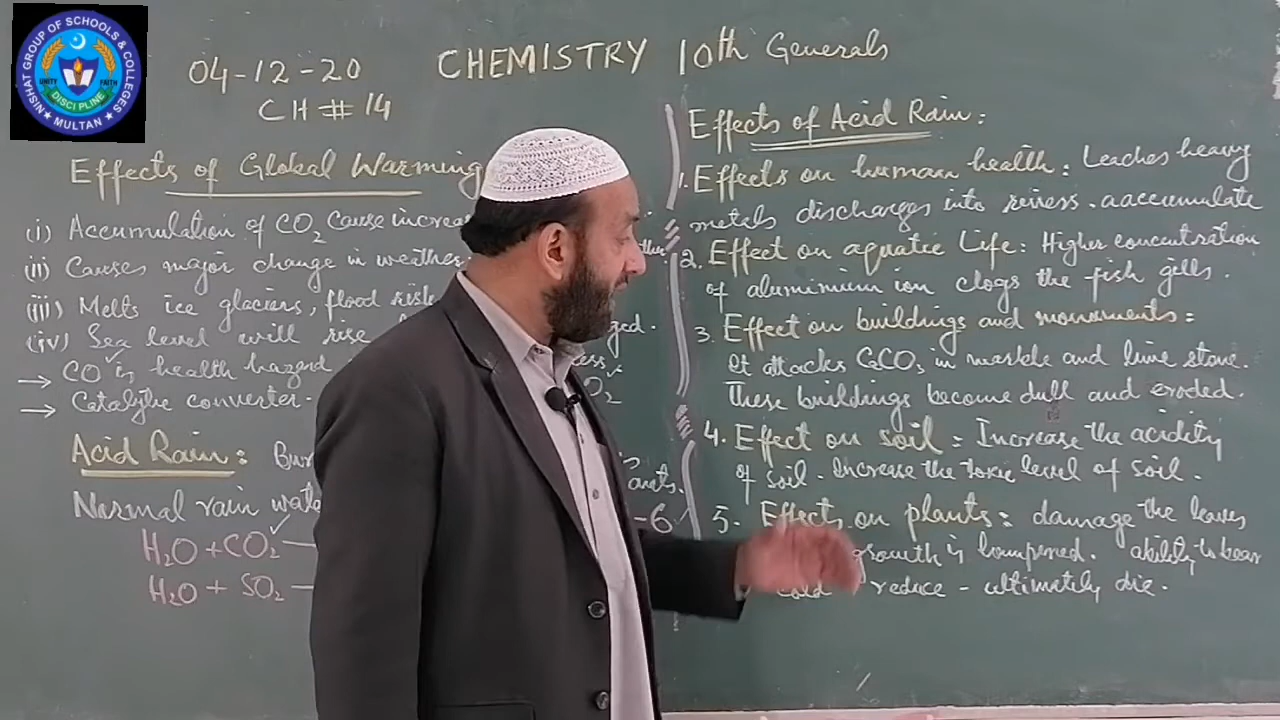 NISHAT GROUP OF SCHOOLS & COLLEGES
UNITY FAITH
DISCIPLINE
MULTAN
04-12-20
CHEMISTRY 10th Generals
CH # 14
Effects of Global Warming
(i) Accumulation of CO2 cause increa
(ii) Causes major change in weather
(iii) Melts ice glaciers, flood risk
(iv) Sea level will rise
→ CO is health hazard
→ Catalytic converter.
O2
Acid Rain: Bur
Normal rain wate
-6
H2O + CO2
H2O + SO2
Effects of Acid Rain:
1. Effects on human health: Leaches heavy
metals discharges into rivers. aaccumulate
2. Effect on aquatic Life: Higher concentration
of aluminium ion clogs the fish gills.
3. Effect on buildings and monuments:
It attacks CaCO3 in marble and lime stone.
These buildings become dull and eroded.
4. Effect on soil: Increase the acidity
of soil. Increase the toxic level of soil.
5. Effects on plants: damage the leaves
growth is hampered. ability to bear
cold reduce - ultimately die.